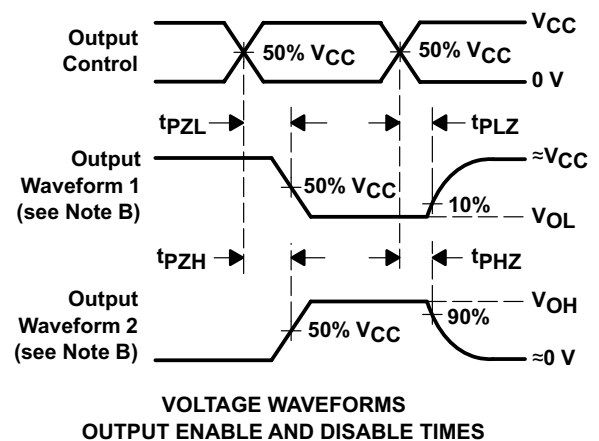 Output
Control
50% VCC
50% VCC
VCC
0 V
tPZL
tPLZ
Output
Waveform 1
(see Note B)
50% VCC
10%
≈VCC
VOL
tPZH
tPHZ
Output
Waveform 2
(see Note B)
50% VCC
90%
VOH
≈0 V
VOLTAGE WAVEFORMS
OUTPUT ENABLE AND DISABLE TIMES